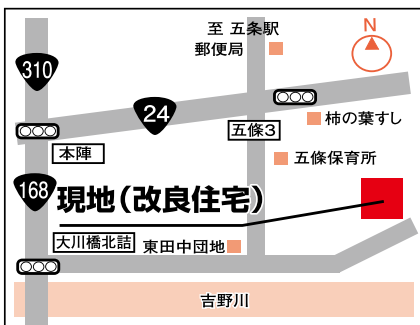 至 五条駅
郵便局
N
310
24
五條3
柿の葉すし
本陣
五條保育所
168
現地(改良住宅)
大川橋北詰
東田中団地
吉野川